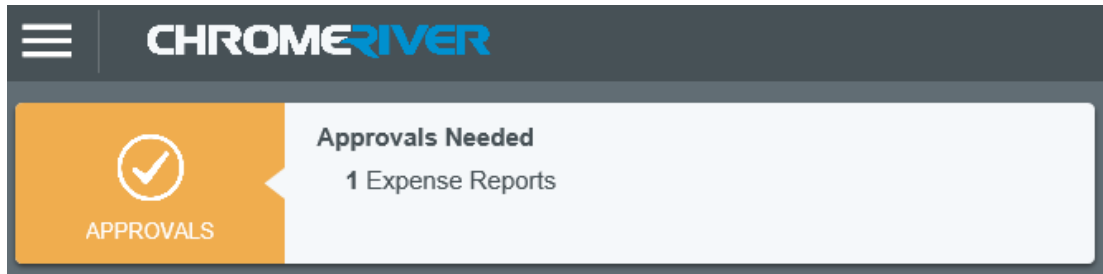 CHROMERIVER
Approvals Needed
1 Expense Reports
APPROVALS